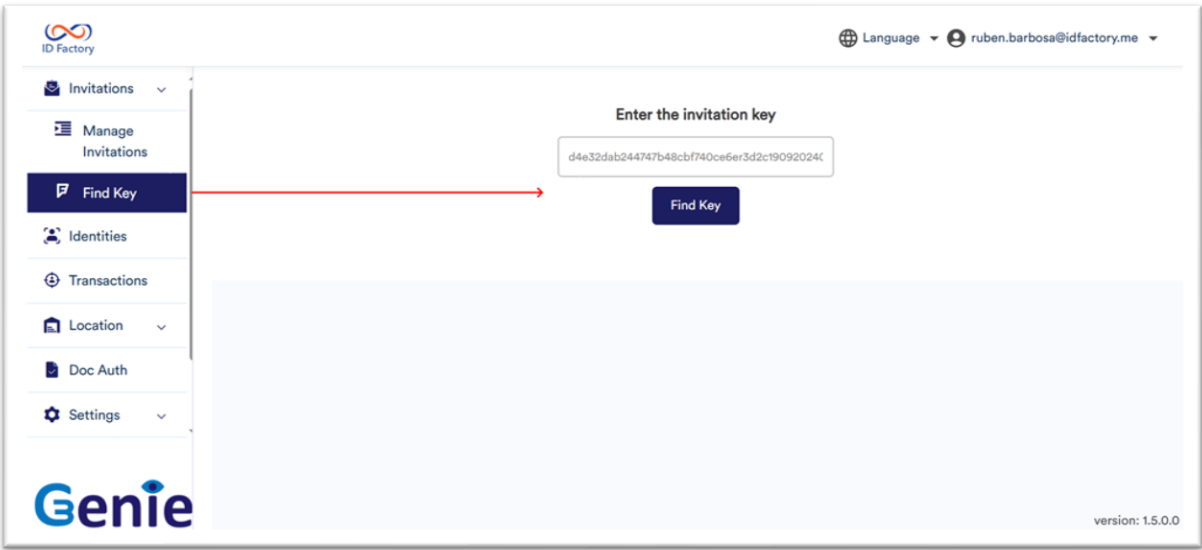 ID Factory
Language
ruben.barbosa@idfactory.me
Invitations
Manage
Invitations
Find Key
Identities
Transactions
Location
Doc Auth
Settings
Genie
Enter the invitation key
d4e32dab244747b48cbf740ce6er3d2c19092024(
Find Key
version: 1.5.0.0